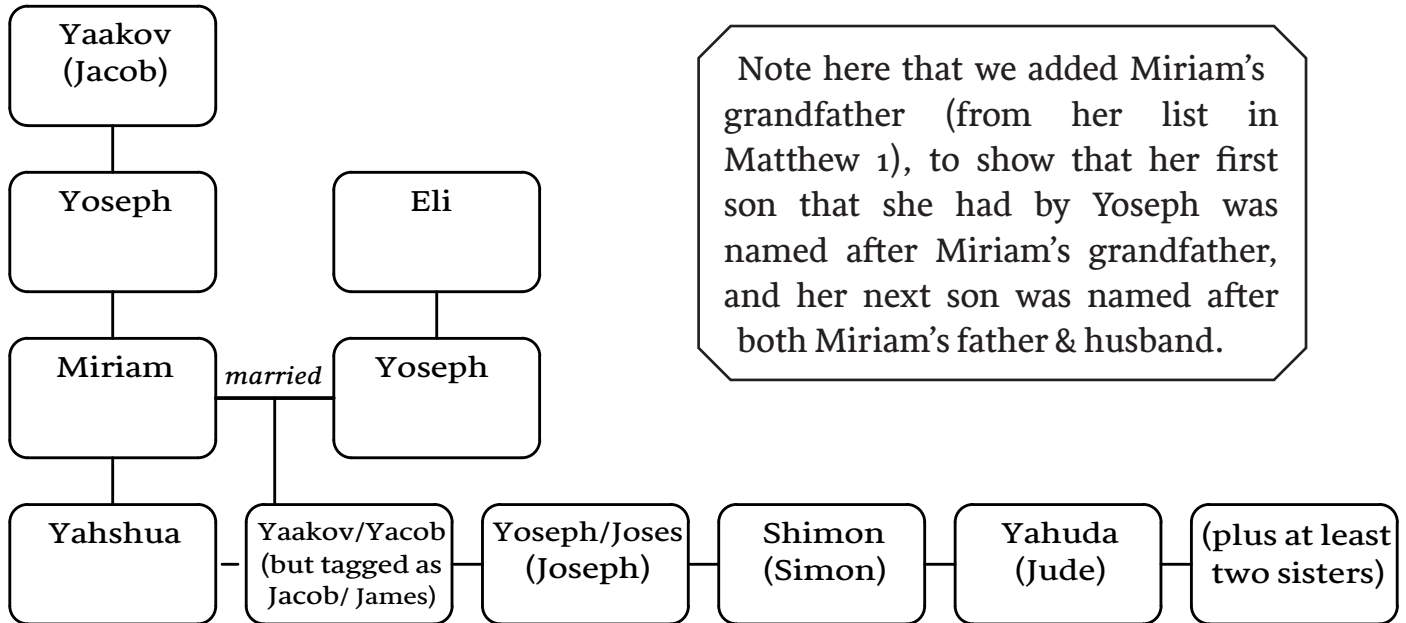 Yaakov
(Jacob)
Note here that we added Miriam’s
grandfather (from her list in
Matthew 1), to show that her first
son that she had by Yoseph was
named after Miriam’s grandfather,
and her next son was named after
both Miriam’s father & husband.
Yoseph
Eli
Miriam
married
Yoseph
Yahshua
Yaakov/Yacob
(but tagged as
Jacob/ James)
Yoseph/Joses
(Joseph)
Shimon
(Simon)
Yahuda
(Jude)
(plus at least
two sisters)